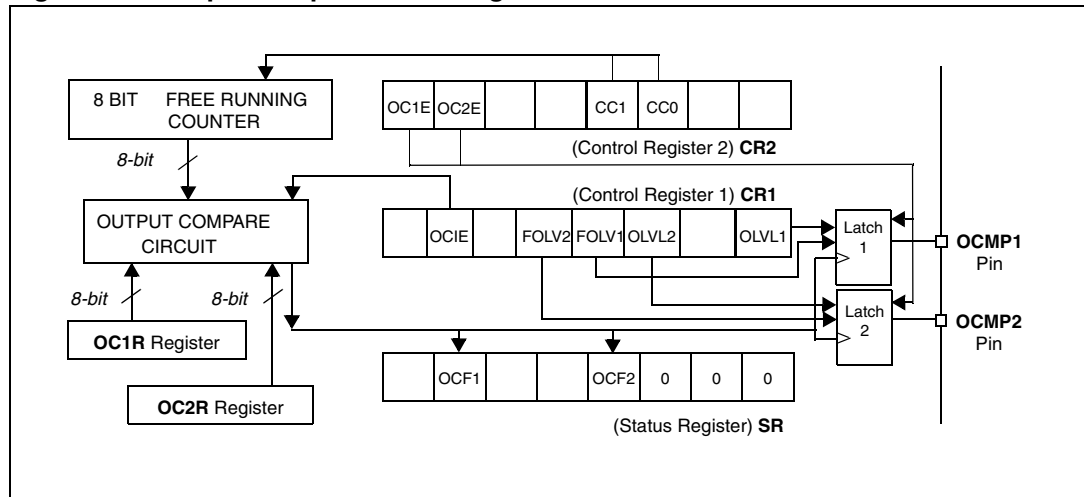 8 BIT FREE RUNNING
COUNTER
OC1E OC2E CC1 CC0
(Control Register 2) CR2
8-bit
(Control Register 1) CR1
OUTPUT COMPARE
CIRCUIT
OCIE FOLV2 FOLV1 OLVL2 OLVL1
Latch
1
OCMP1
Pin
8-bit 8-bit
OC1R Register
Latch
2
OCMP2
Pin
OCF1 OCF2 0 0 0
OC2R Register
(Status Register) SR